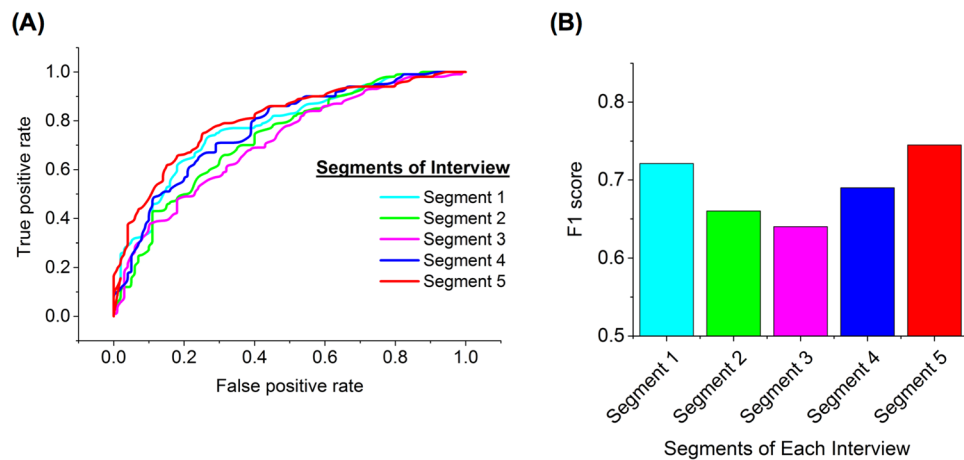 (A)
True positive rate
1.0
0.8
0.6
0.4
0.2
0.0
0.0
0.2
0.4
0.6
0.8
1.0
False positive rate
Segments of Interview
Segment 1
Segment 2
Segment 3
Segment 4
Segment 5
(B)
F1 score
0.8
0.7
0.6
0.5
Segment 1
Segment 2
Segment 3
Segment 4
Segment 5
Segments of Each Interview